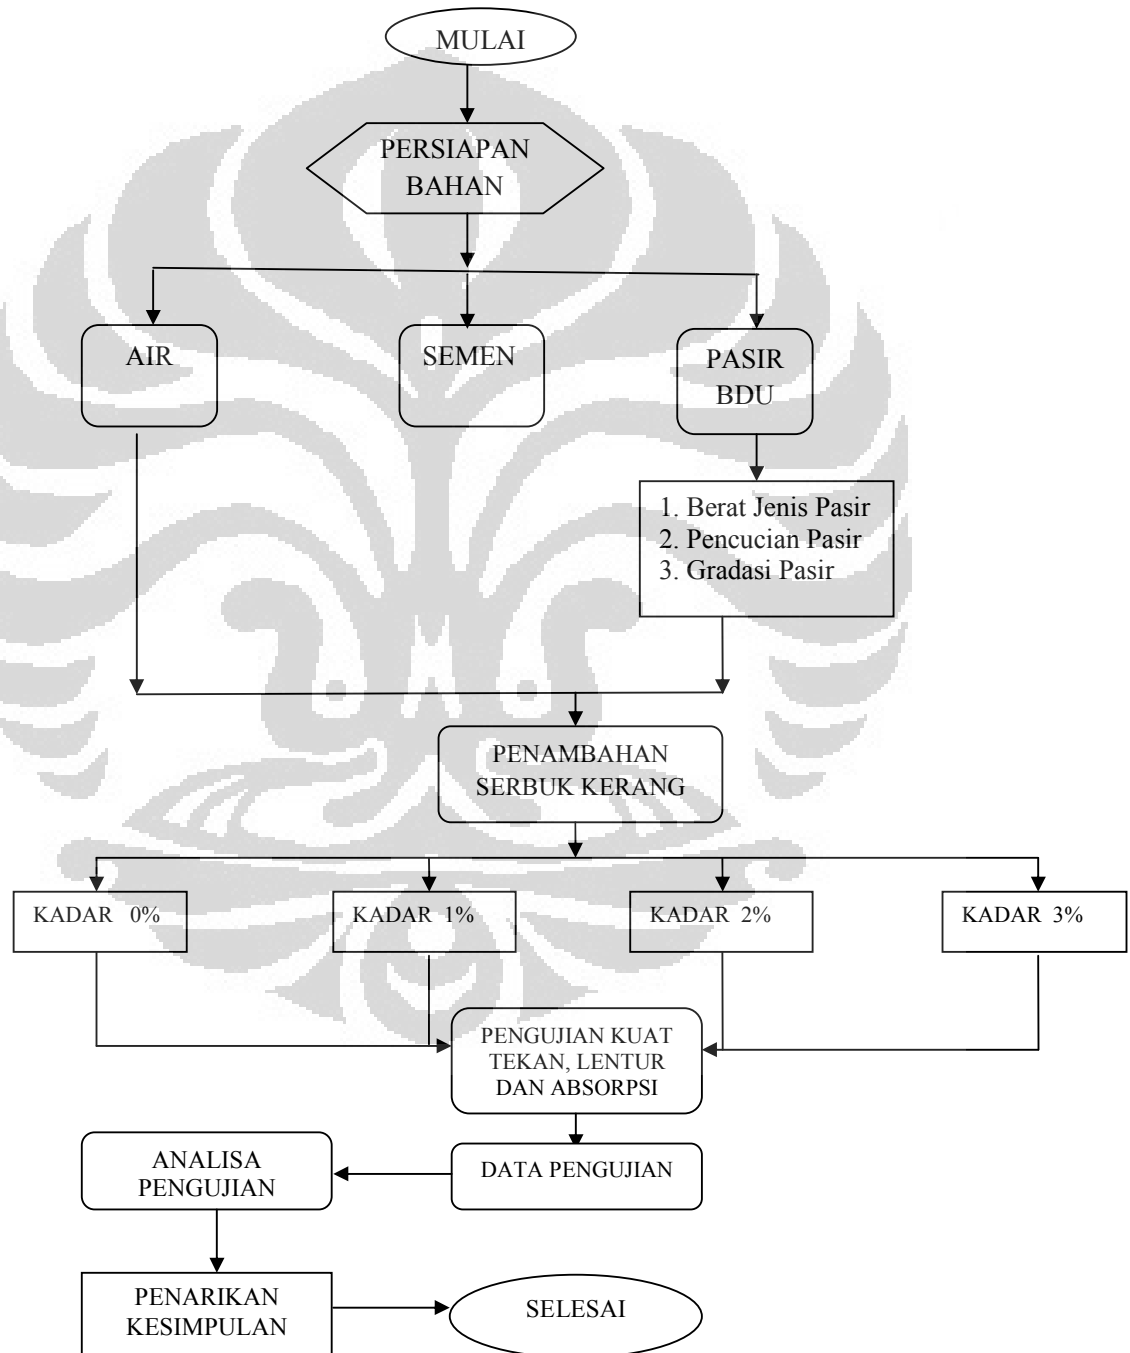 MULAI
PERSIAPAN
BAHAN
AIR
SEMEN
PASIR
BDU
1. Berat Jenis Pasir
2. Pencucian Pasir
3. Gradasi Pasir
PENAMBAHAN
SERBUK KERANG
KADAR 0%
KADAR 1%
KADAR 2%
KADAR 3%
PENGUJIAN KUAT
TEKAN, LENTUR
DAN ABSORPSI
DATA PENGUJIAN
ANALISA
PENGUJIAN
PENARIKAN
KESIMPULAN
SELESAI